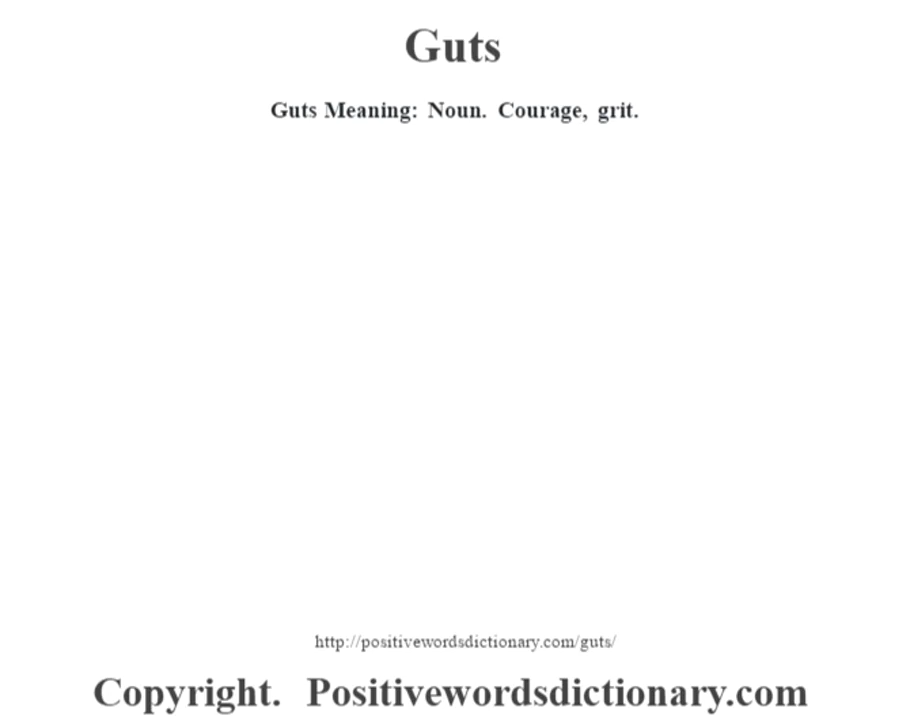 Guts
Guts Meaning: Noun. Courage, grit.
http://positivewordsdictionary.com/guts/
Copyright. Positivewordsdictionary.com